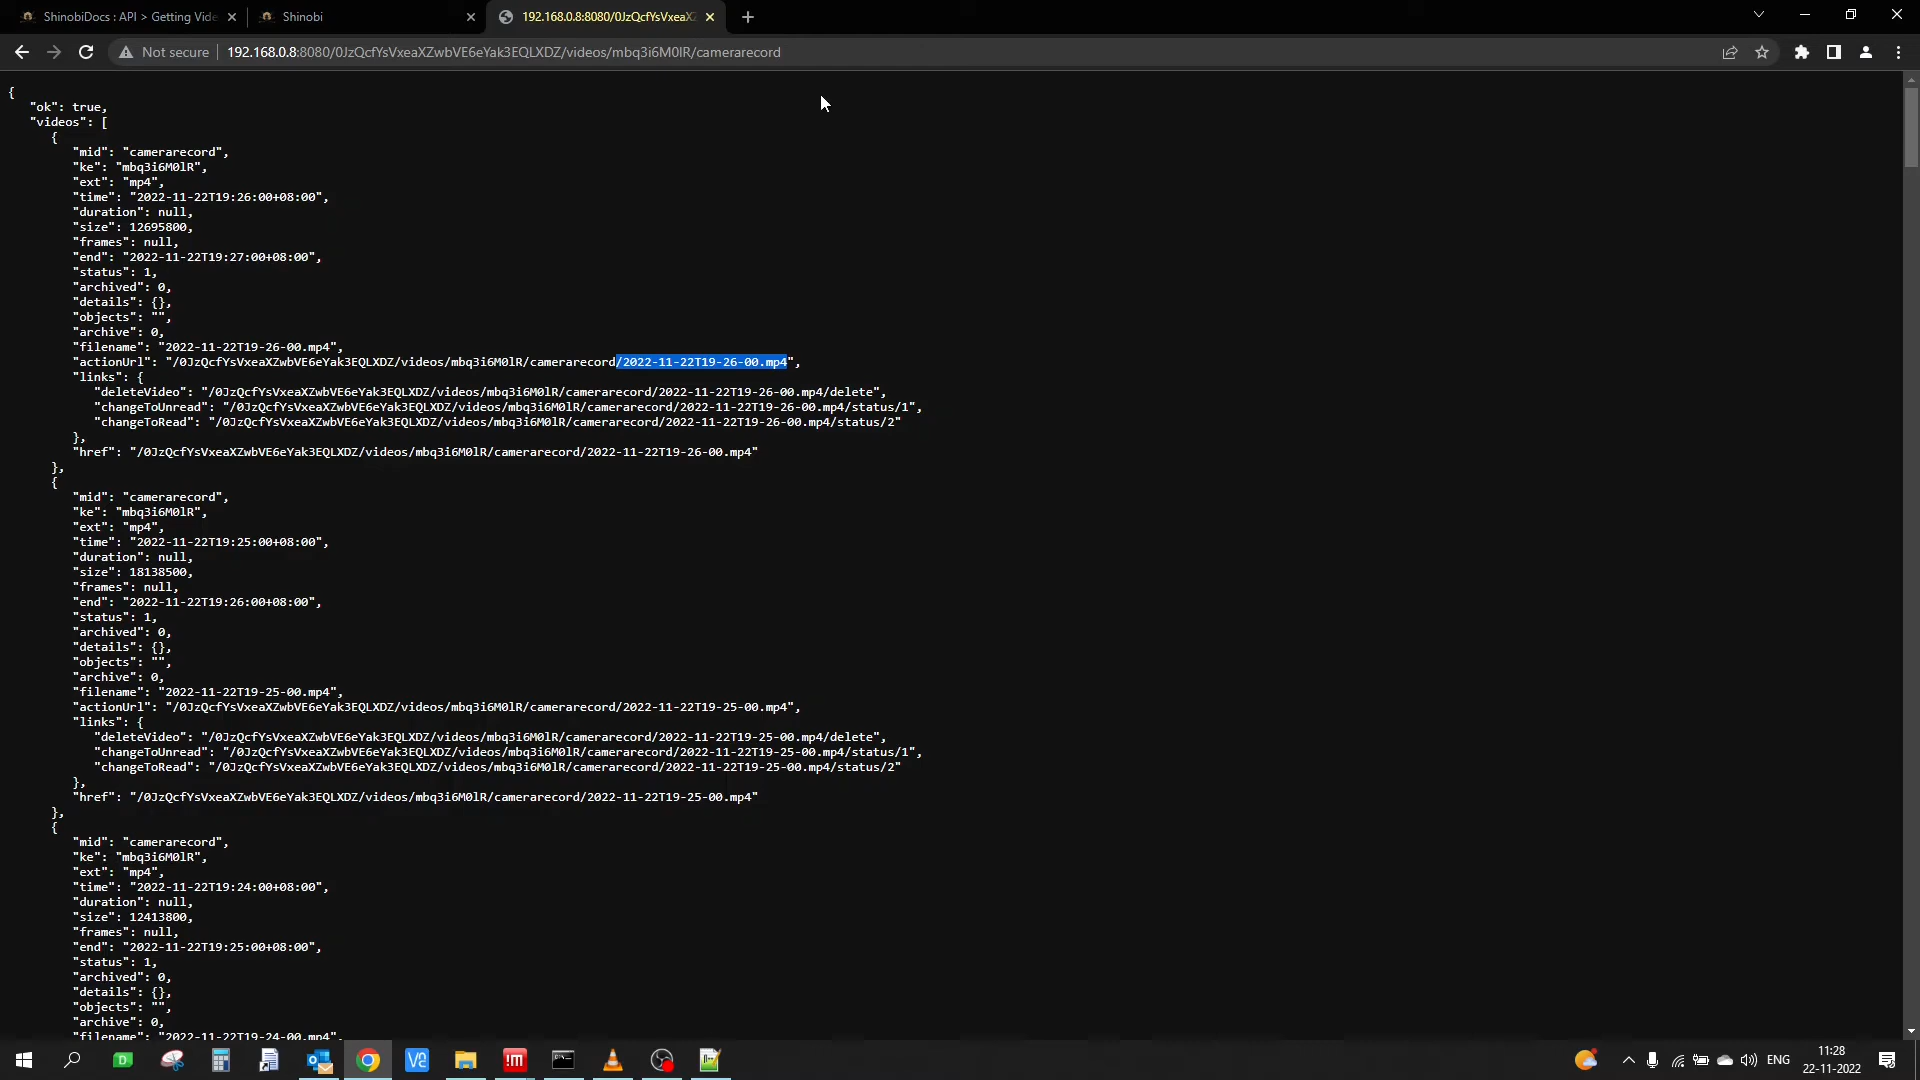 ShinobiDocs : API > Getting Vide
Shinobi
192.168.0.8:8080/0JzQcfYsVxeaXZ
Not secure
192.168.0.8:8080/0JzQcfYsVxeaXZwbVE6eYak3EQLXDZ/videos/mbq3i6M0lR/camerarecord
{
"ok": true,
"videos": [
{
"mid": "camerarecord",
"ke": "mbq3i6M0lR",
"ext": "mp4",
"time": "2022-11-22T19:26:00+08:00",
"duration": null,
"size": 12695800,
"frames": null,
"end": "2022-11-22T19:27:00+08:00",
"status": 1,
"archived": 0,
"details": {},
"objects": "",
"archive": 0,
"filename": "2022-11-22T19-26-00.mp4",
"actionUrl": "/0JzQcfYsVxeaXZwbVE6eYak3EQLXDZ/videos/mbq3i6M0lR/camerarecord/2022-11-22T19-26-00.mp4",
"links": {
"deleteVideo": "/0JzQcfYsVxeaXZwbVE6eYak3EQLXDZ/videos/mbq3i6M0lR/camerarecord/2022-11-22T19-26-00.mp4/delete",
"changeToUnread": "/0JzQcfYsVxeaXZwbVE6eYak3EQLXDZ/videos/mbq3i6M0lR/camerarecord/2022-11-22T19-26-00.mp4/status/1",
"changeToRead": "/0JzQcfYsVxeaXZwbVE6eYak3EQLXDZ/videos/mbq3i6M0lR/camerarecord/2022-11-22T19-26-00.mp4/status/2"
},
"href": "/0JzQcfYsVxeaXZwbVE6eYak3EQLXDZ/videos/mbq3i6M0lR/camerarecord/2022-11-22T19-26-00.mp4"
},
{
"mid": "camerarecord",
"ke": "mbq3i6M0lR",
"ext": "mp4",
"time": "2022-11-22T19:25:00+08:00",
"duration": null,
"size": 18138500,
"frames": null,
"end": "2022-11-22T19:26:00+08:00",
"status": 1,
"archived": 0,
"details": {},
"objects": "",
"archive": 0,
"filename": "2022-11-22T19-25-00.mp4",
"actionUrl": "/0JzQcfYsVxeaXZwbVE6eYak3EQLXDZ/videos/mbq3i6M0lR/camerarecord/2022-11-22T19-25-00.mp4",
"links": {
"deleteVideo": "/0JzQcfYsVxeaXZwbVE6eYak3EQLXDZ/videos/mbq3i6M0lR/camerarecord/2022-11-22T19-25-00.mp4/delete",
"changeToUnread": "/0JzQcfYsVxeaXZwbVE6eYak3EQLXDZ/videos/mbq3i6M0lR/camerarecord/2022-11-22T19-25-00.mp4/status/1",
"changeToRead": "/0JzQcfYsVxeaXZwbVE6eYak3EQLXDZ/videos/mbq3i6M0lR/camerarecord/2022-11-22T19-25-00.mp4/status/2"
},
"href": "/0JzQcfYsVxeaXZwbVE6eYak3EQLXDZ/videos/mbq3i6M0lR/camerarecord/2022-11-22T19-25-00.mp4"
},
{
"mid": "camerarecord",
"ke": "mbq3i6M0lR",
"ext": "mp4",
"time": "2022-11-22T19:24:00+08:00",
"duration": null,
"size": 12413800,
"frames": null,
"end": "2022-11-22T19:25:00+08:00",
"status": 1,
"archived": 0,
"details": {},
"objects": "",
"archive": 0,
"filename": "2022-11-22T19-24-00.mp4",
ENG
11:28
22-11-2022